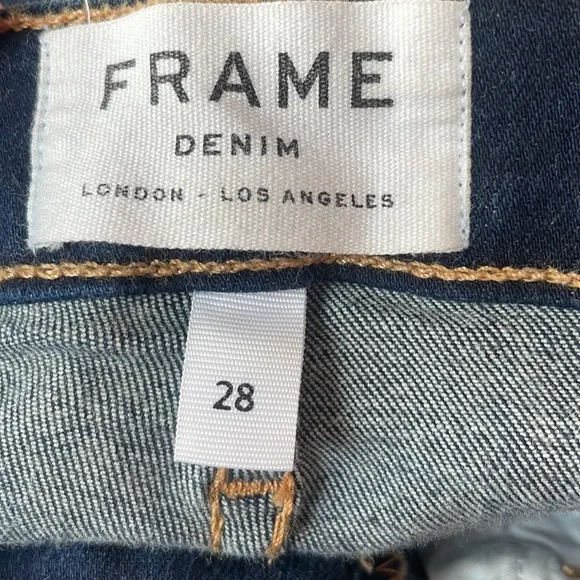 FRAME
DENIM
LONDON - LOS ANGELES
28